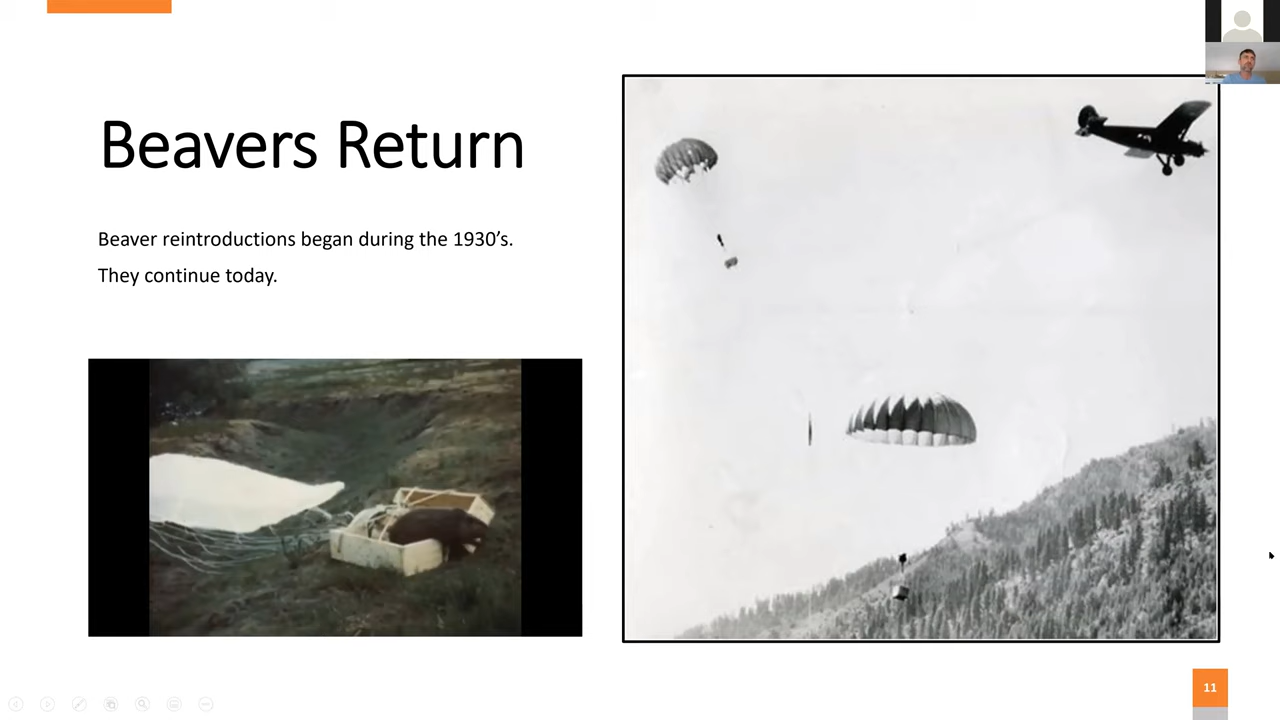 Beavers Return
Beaver reintroductions began during the 1930’s.
They continue today.
11